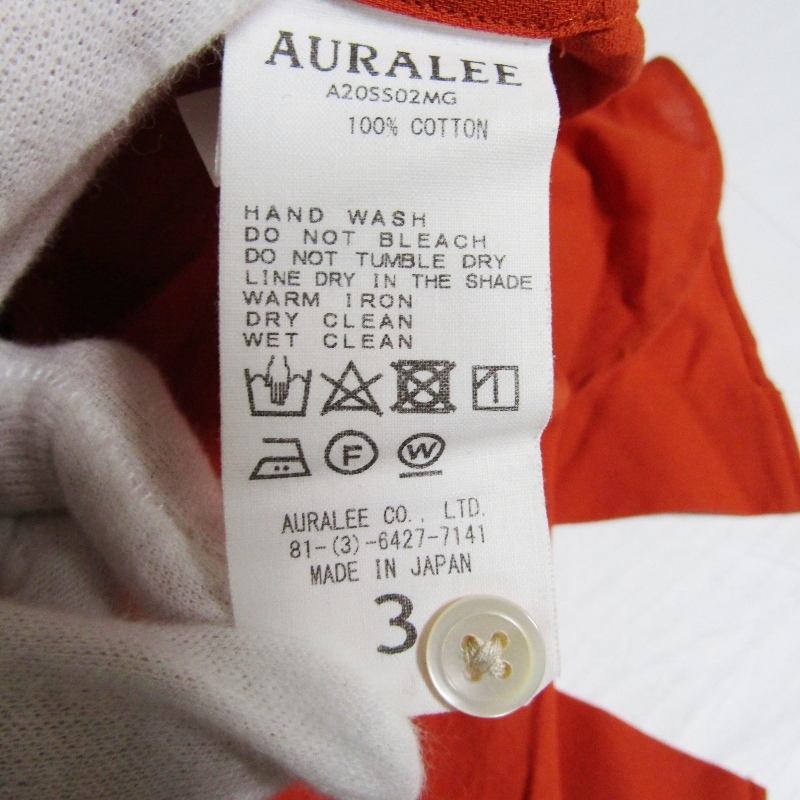 AURALEE
A20SS02MG
100% COTTON
HAND WASH
DO NOT BLEACH
DO NOT TUMBLE DRY
LINE DRY IN THE SHADE
WARM IRON
DRY CLEAN
WET CLEAN
F
W
AURALEE CO., LTD.
81-(3)-6427-7141
MADE IN JAPAN
3